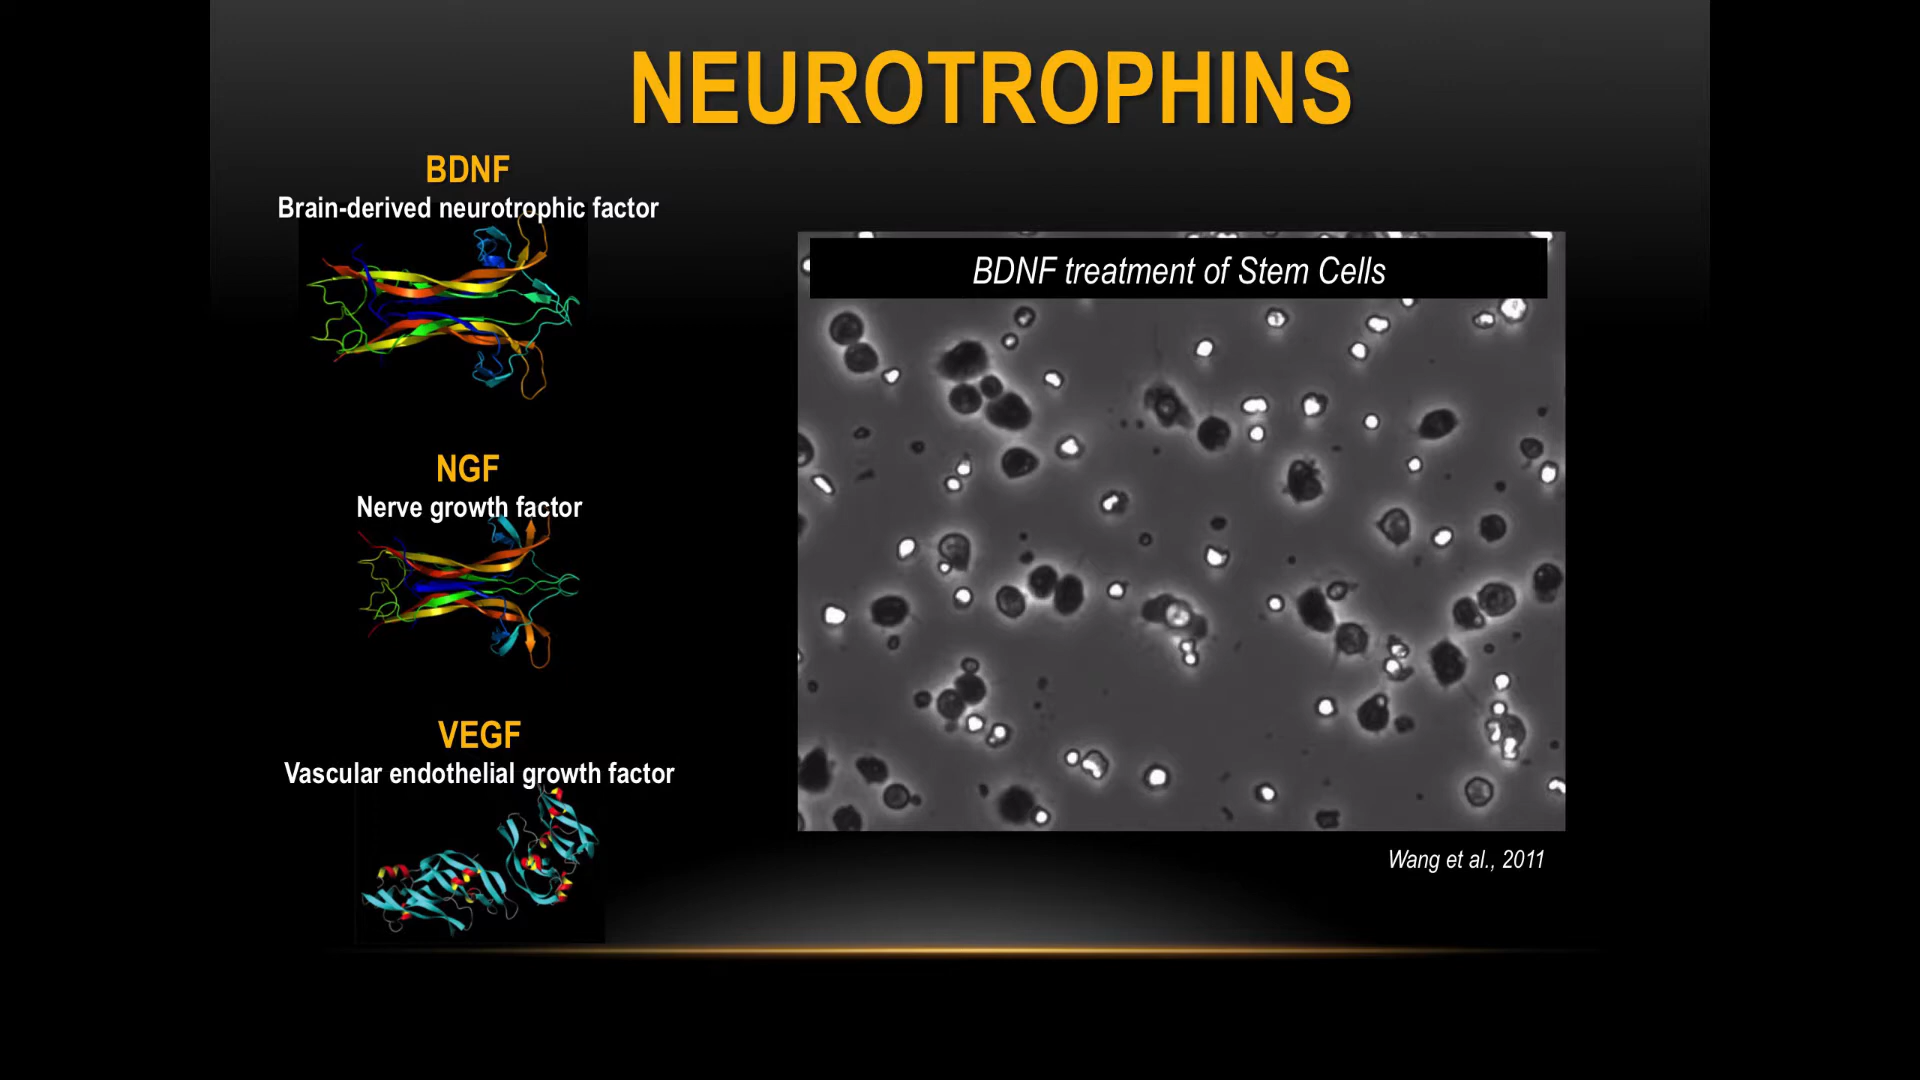 NEUROTROPHINS
BDNF
Brain-derived neurotrophic factor
NGF
Nerve growth factor
VEGF
Vascular endothelial growth factor
BDNF treatment of Stem Cells
Wang et al., 2011